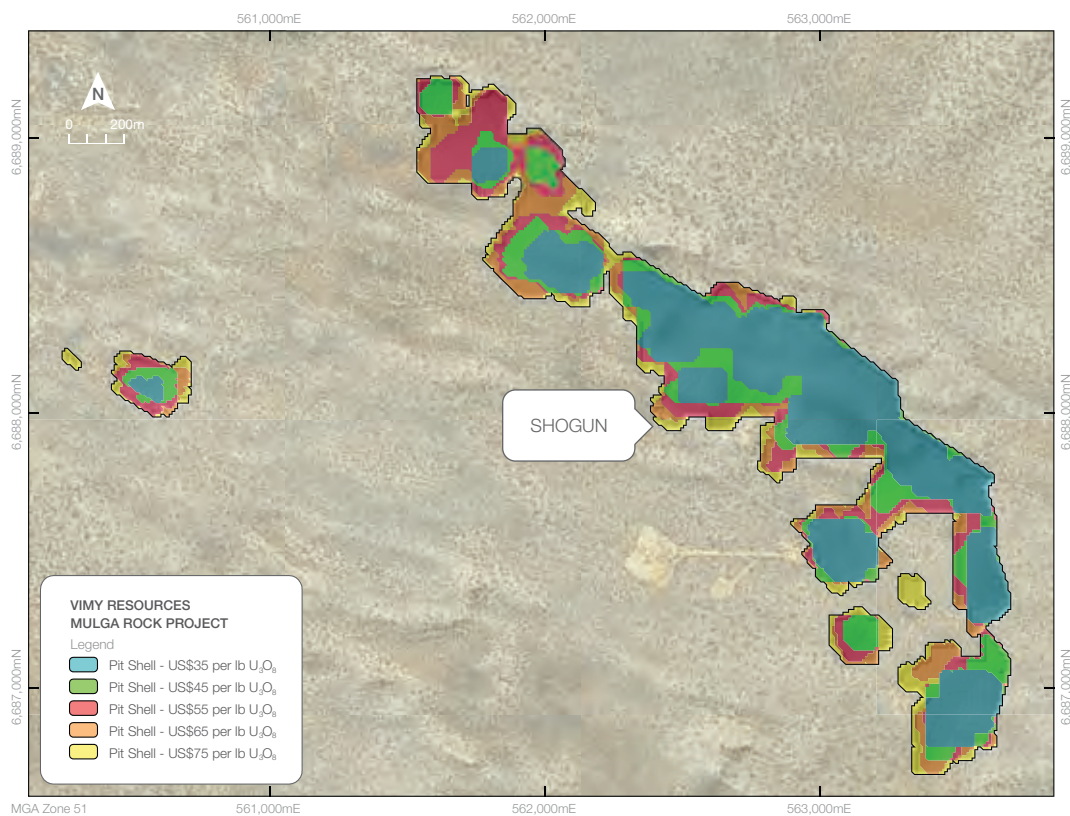 561,000mE 562,000mE 563,000mE
6,689,000mN
6,689,000mN
N
0 200m
6,688,000mN
6,688,000mN
SHOGUN
VIMY RESOURCES
MULGA ROCK PROJECT
Legend
Pit Shell - US$35 per lb U₃O₈
Pit Shell - US$45 per lb U₃O₈
Pit Shell - US$55 per lb U₃O₈
Pit Shell - US$65 per lb U₃O₈
Pit Shell - US$75 per lb U₃O₈
6,687,000mN
6,687,000mN
MGA Zone 51 561,000mE 562,000mE 563,000mE